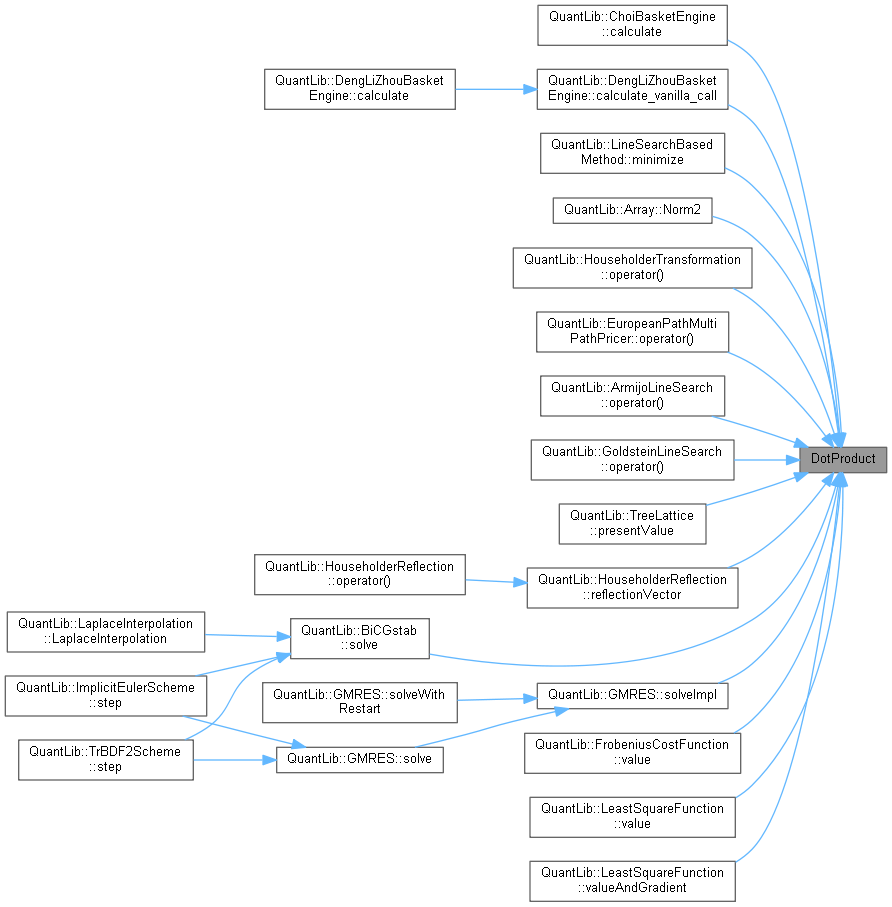 QuantLib::ChoiBasketEngine
::calculate
QuantLib::DengLiZhouBasket
Engine::calculate
QuantLib::DengLiZhouBasket
Engine::calculate_vanilla_call
QuantLib::LineSearchBased
Method::minimize
QuantLib::Array::Norm2
QuantLib::HouseholderTransformation
::operator()
QuantLib::EuropeanPathMulti
PathPricer::operator()
QuantLib::ArmijoLineSearch
::operator()
QuantLib::GoldsteinLineSearch
::operator()
DotProduct
QuantLib::TreeLattice
::presentValue
QuantLib::HouseholderReflection
::operator()
QuantLib::HouseholderReflection
::reflectionVector
QuantLib::LaplaceInterpolation
::LaplaceInterpolation
QuantLib::BiCGstab
::solve
QuantLib::ImplicitEulerScheme
::step
QuantLib::GMRES::solveWith
Restart
QuantLib::GMRES::solveImpl
QuantLib::TrBDF2Scheme
::step
QuantLib::GMRES::solve
QuantLib::FrobeniusCostFunction
::value
QuantLib::LeastSquareFunction
::value
QuantLib::LeastSquareFunction
::valueAndGradient